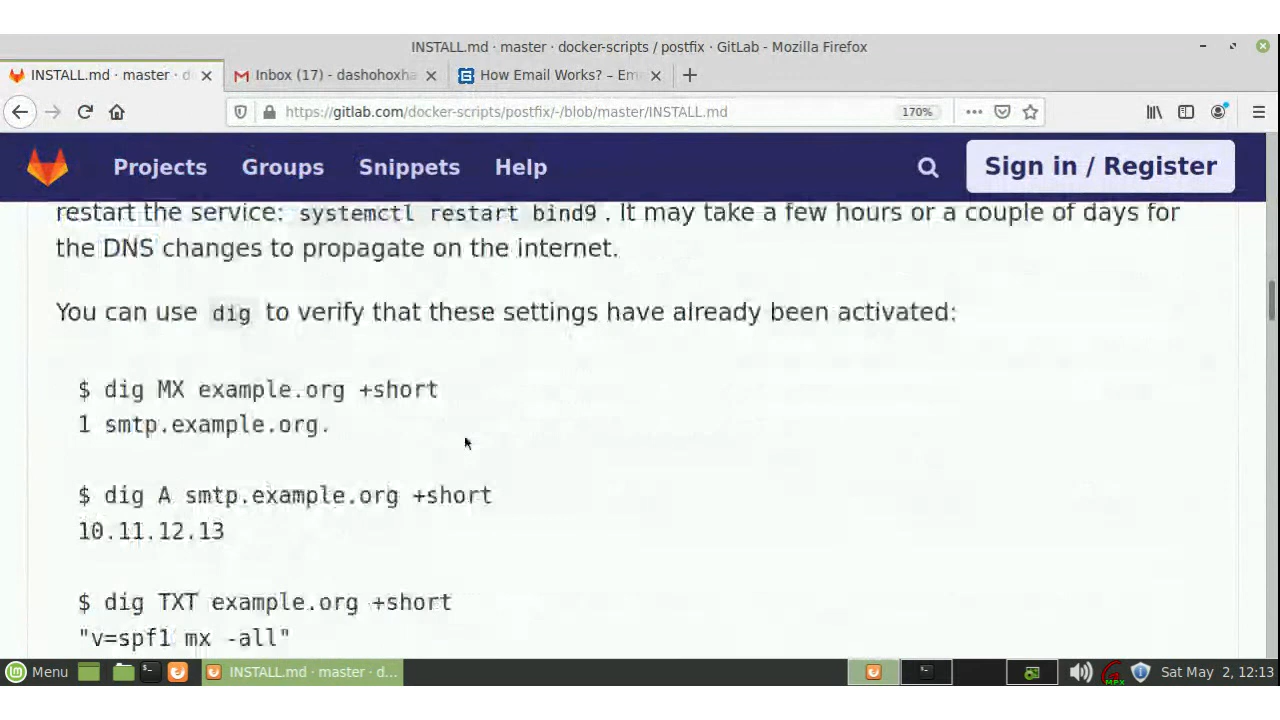 INSTALL.md · master · docker-scripts / postfix · GitLab - Mozilla Firefox
INSTALL.md · master · d
Inbox (17) - dashohoxha
How Email Works? – Em
https://gitlab.com/docker-scripts/postfix/-/blob/master/INSTALL.md
170%
Projects Groups Snippets Help
Sign in / Register
restart the service: systemctl restart bind9 . It may take a few hours or a couple of days for
the DNS changes to propagate on the internet.
You can use dig to verify that these settings have already been activated:
$ dig MX example.org +short
1 smtp.example.org.
$ dig A smtp.example.org +short
10.11.12.13
$ dig TXT example.org +short
"v=spf1 mx -all"
Menu
INSTALL.md · master · d...
MPX
Sat May 2, 12:13